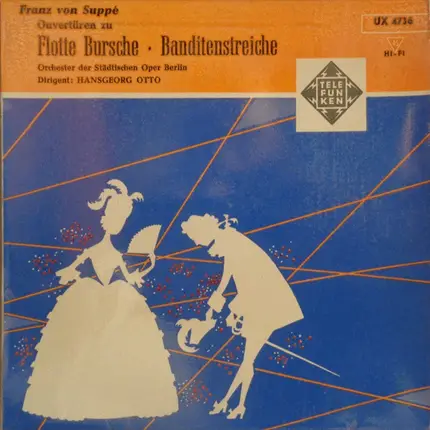 Franz von Suppè
Ouvertüren zu
Flotte Bursche · Banditenstreiche
Orchester der Städtischen Oper Berlin
Dirigent: HANSGEORG OTTO
UX 4736
HI-FI
TELE
FUN
KEN